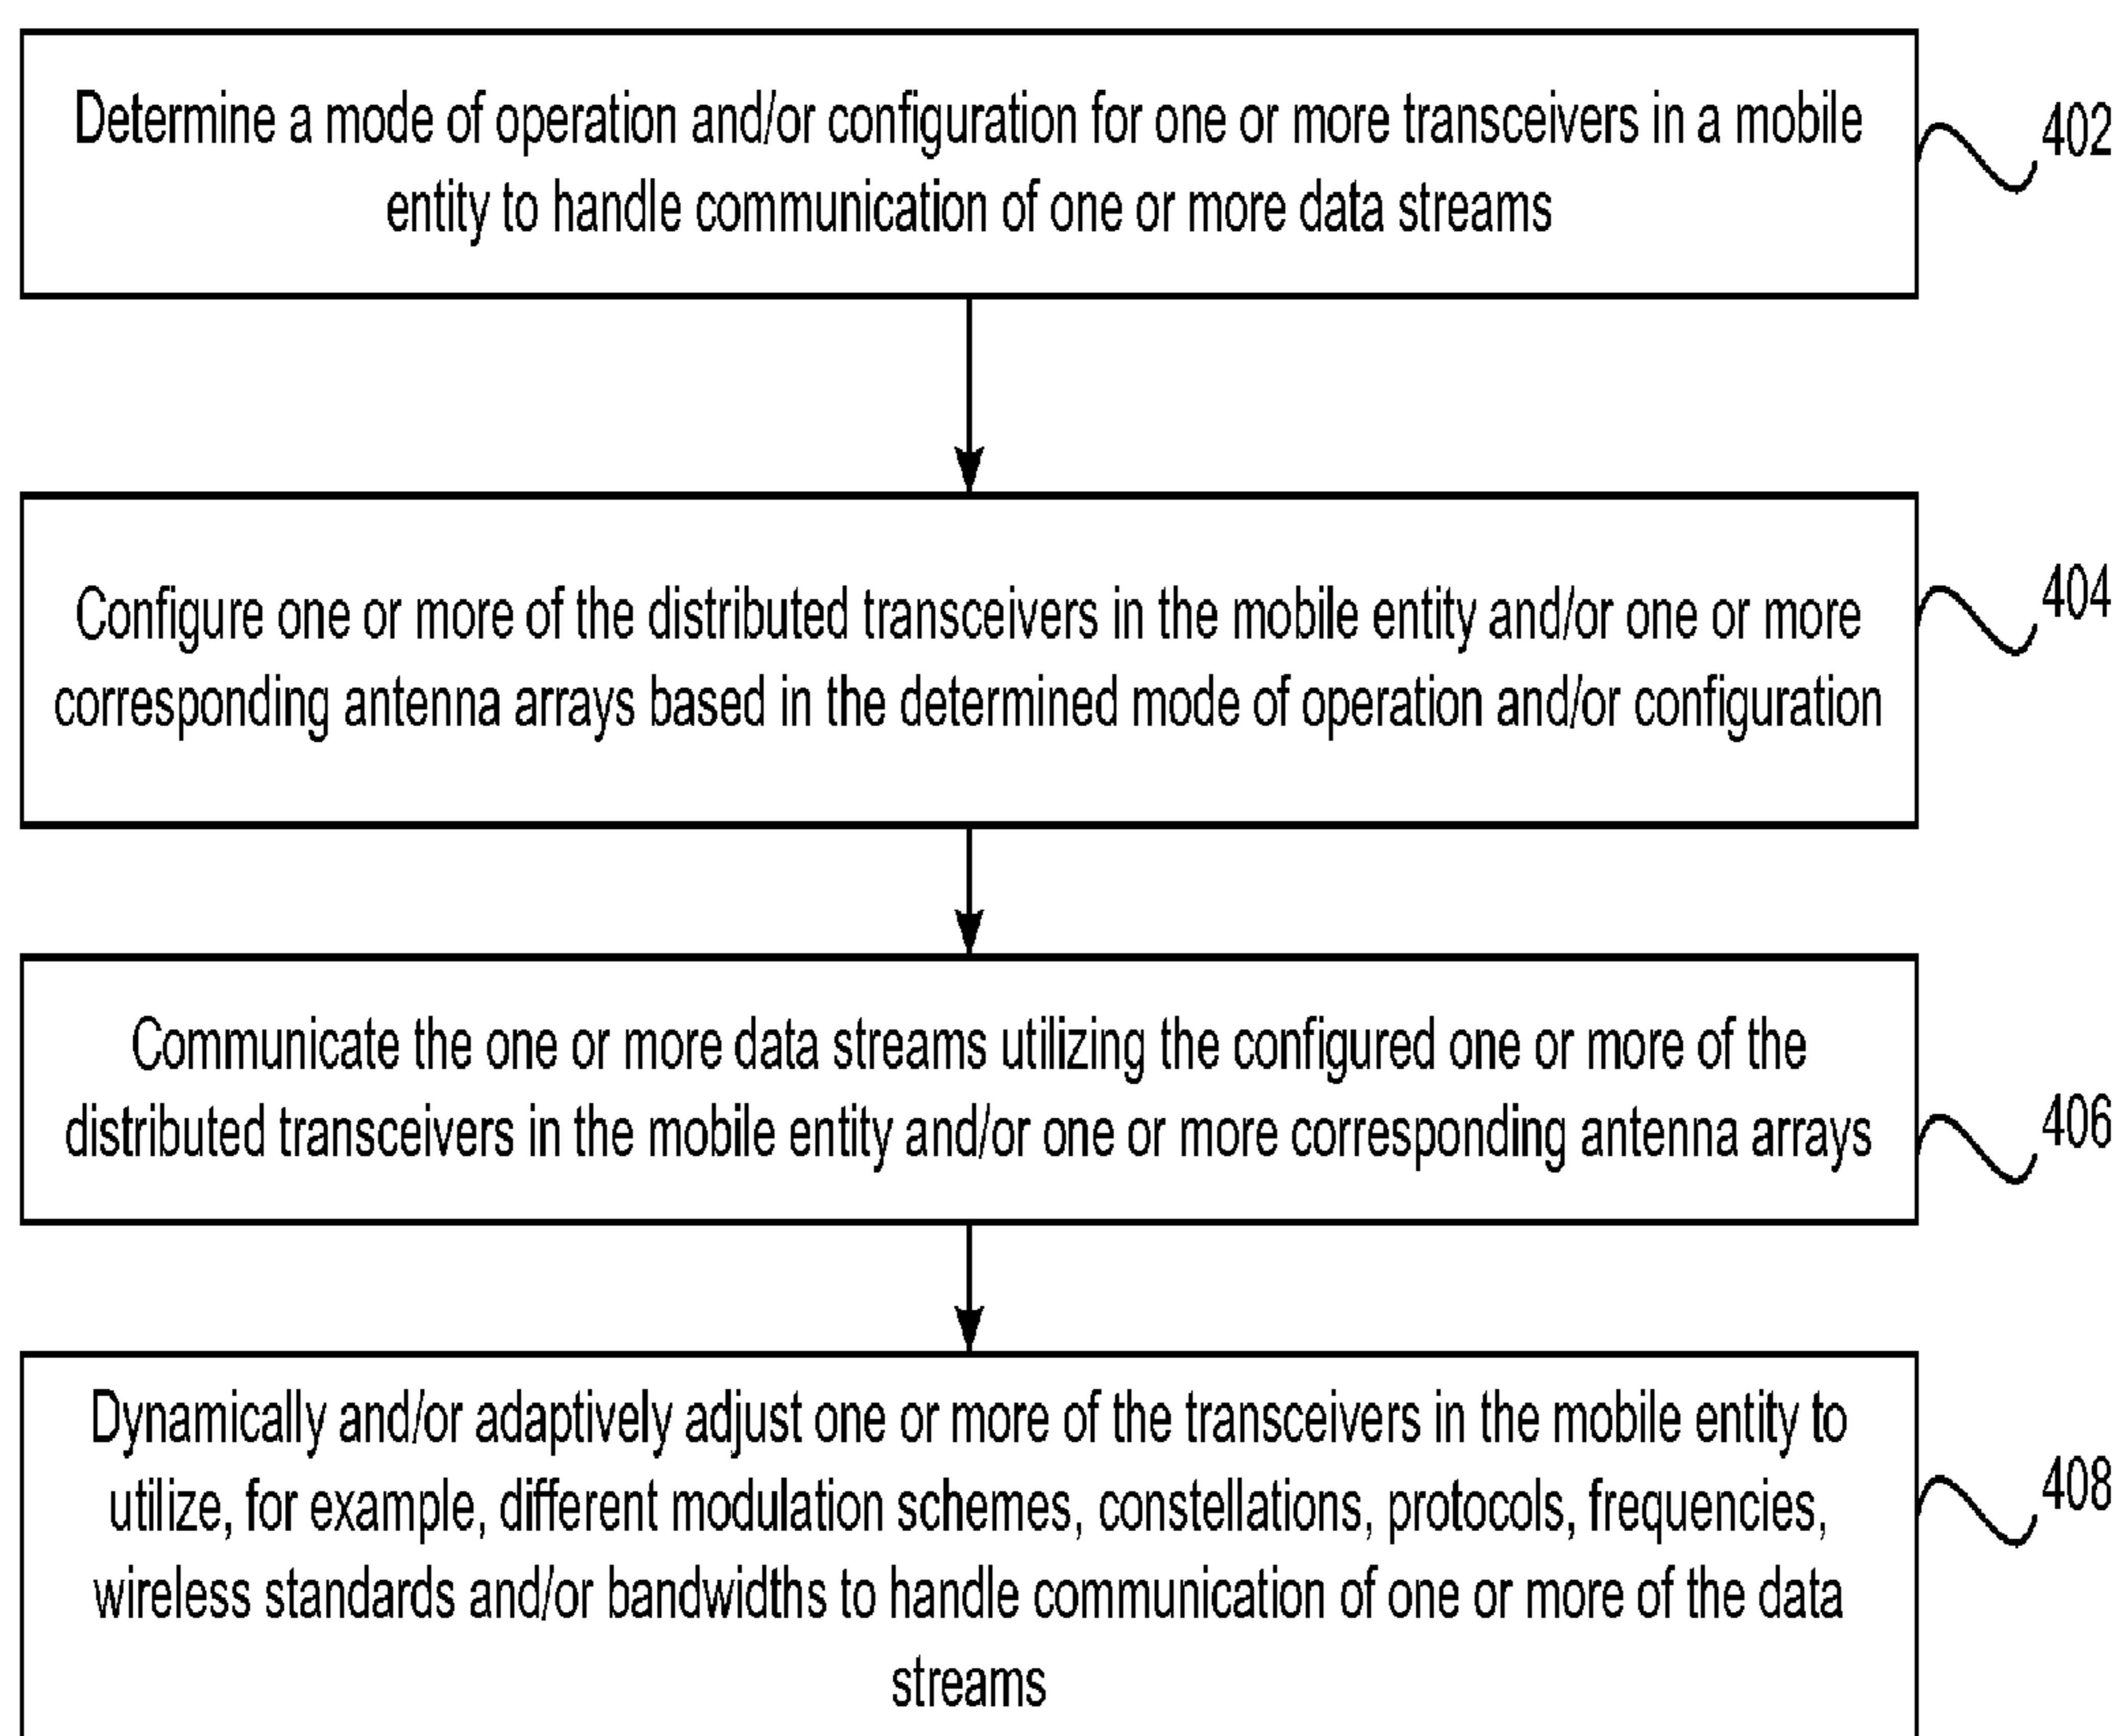 Determine a mode of operation and/or configuration for one or more transceivers in a mobile
entity to handle communication of one or more data streams
402
Configure one or more of the distributed transceivers in the mobile entity and/or one or more
corresponding antenna arrays based in the determined mode of operation and/or configuration
404
Communicate the one or more data streams utilizing the configured one or more of the
distributed transceivers in the mobile entity and/or one or more corresponding antenna arrays
406
Dynamically and/or adaptively adjust one or more of the transceivers in the mobile entity to
utilize, for example, different modulation schemes, constellations, protocols, frequencies,
wireless standards and/or bandwidths to handle communication of one or more of the data
streams
408